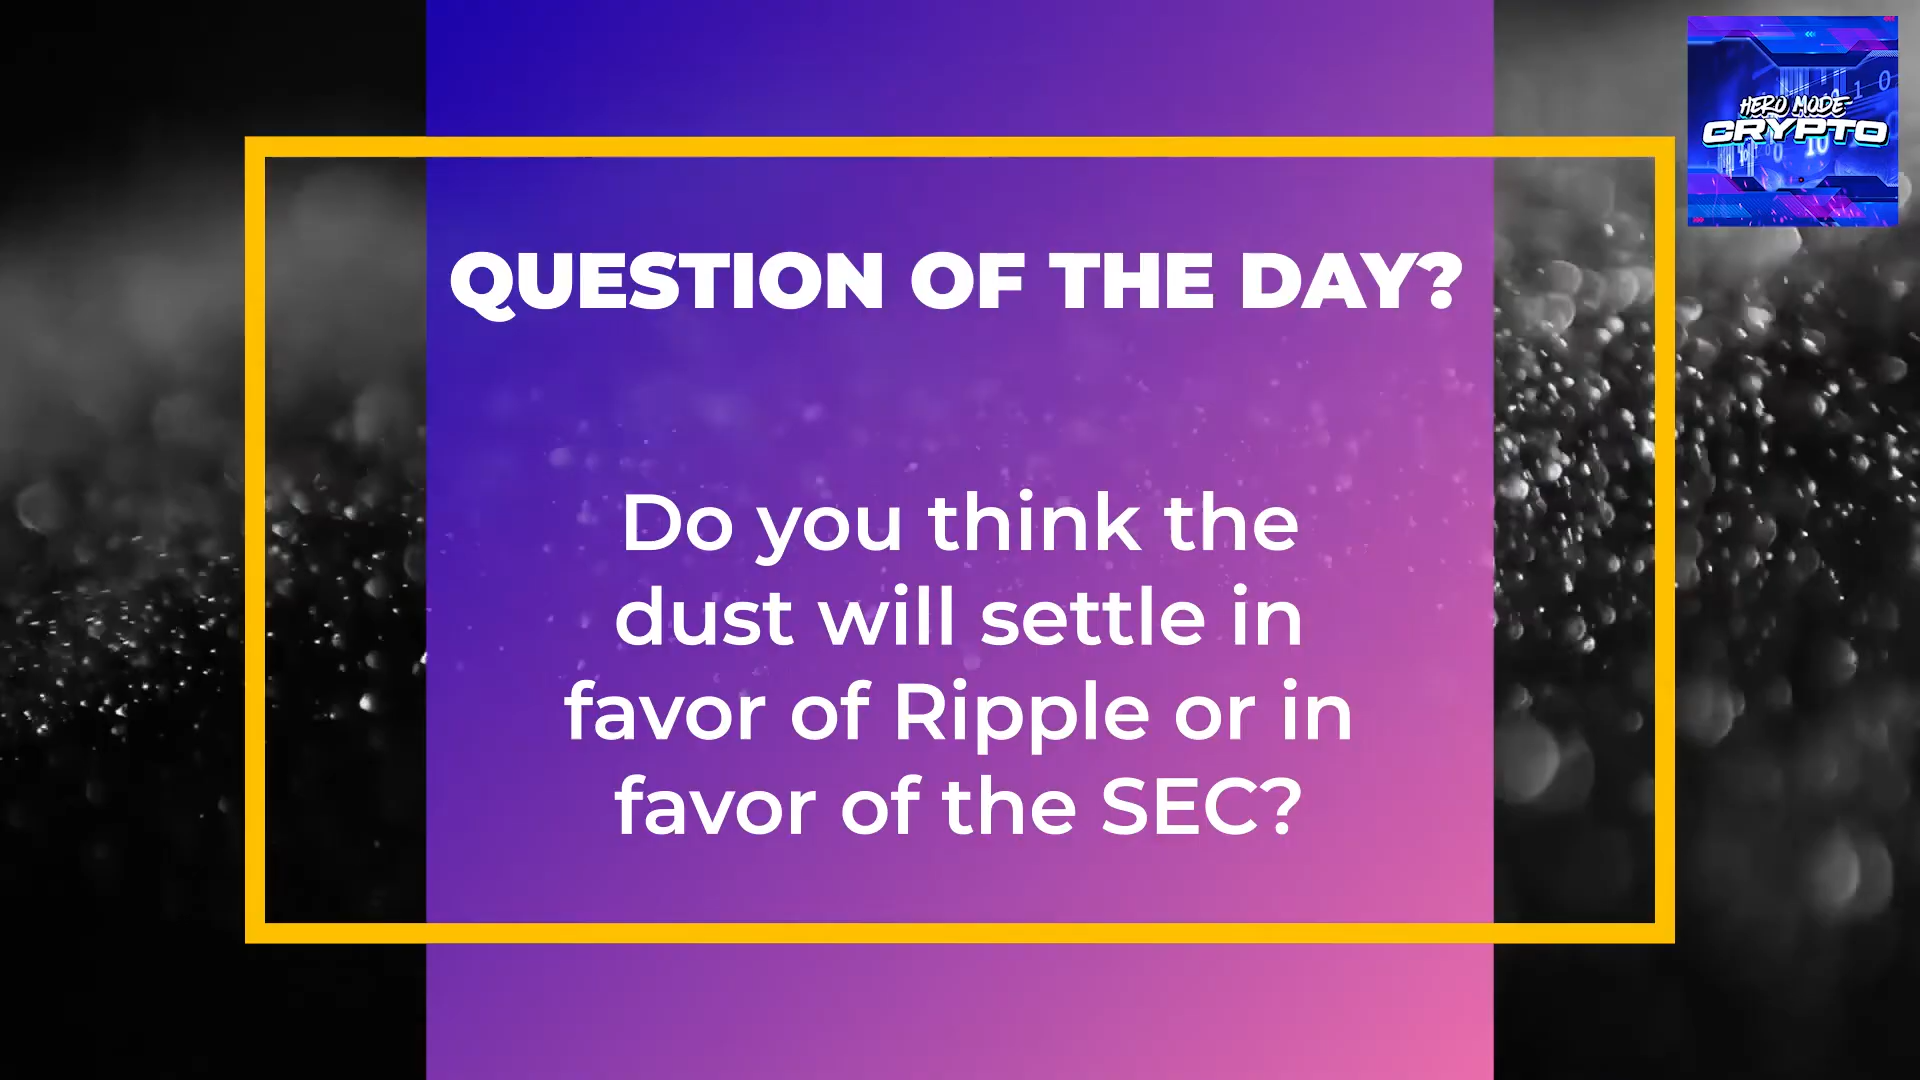 HERO MODE
CRYPTO
QUESTION OF THE DAY?
Do you think the
dust will settle in
favor of Ripple or in
favor of the SEC?